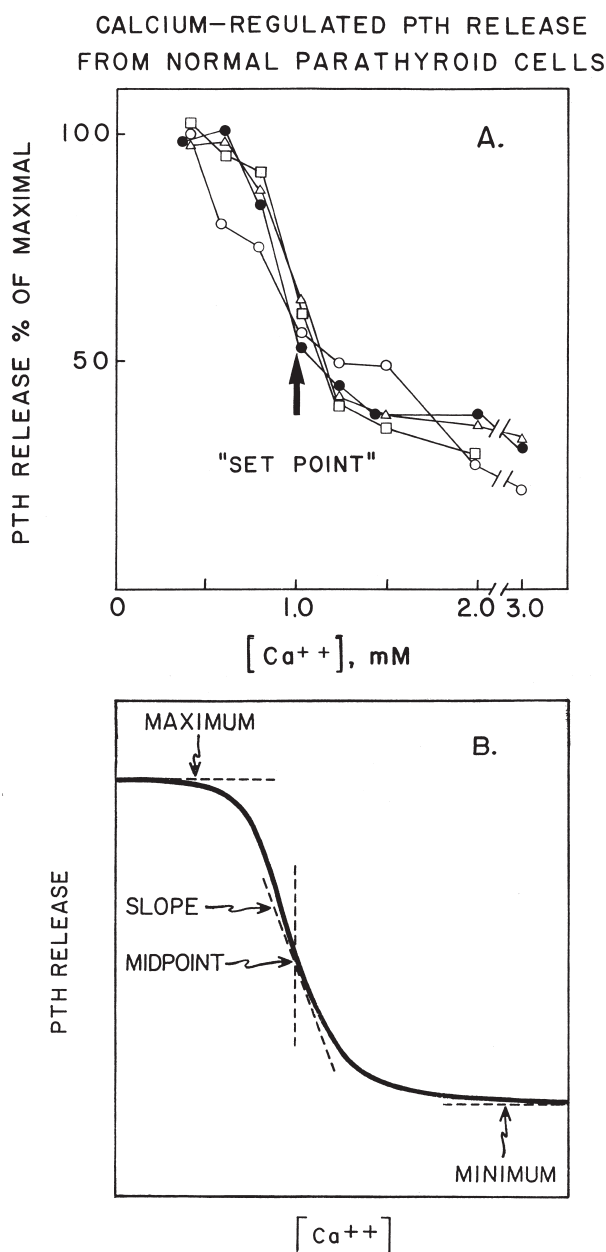 CALCIUM-REGULATED PTH RELEASE
FROM NORMAL PARATHYROID CELLS
PTH RELEASE % OF MAXIMAL
100
50
A.
"SET POINT"
0
1.0
2.0
3.0
[Ca++], mM
PTH RELEASE
MAXIMUM
B.
SLOPE
MIDPOINT
MINIMUM
[Ca++]